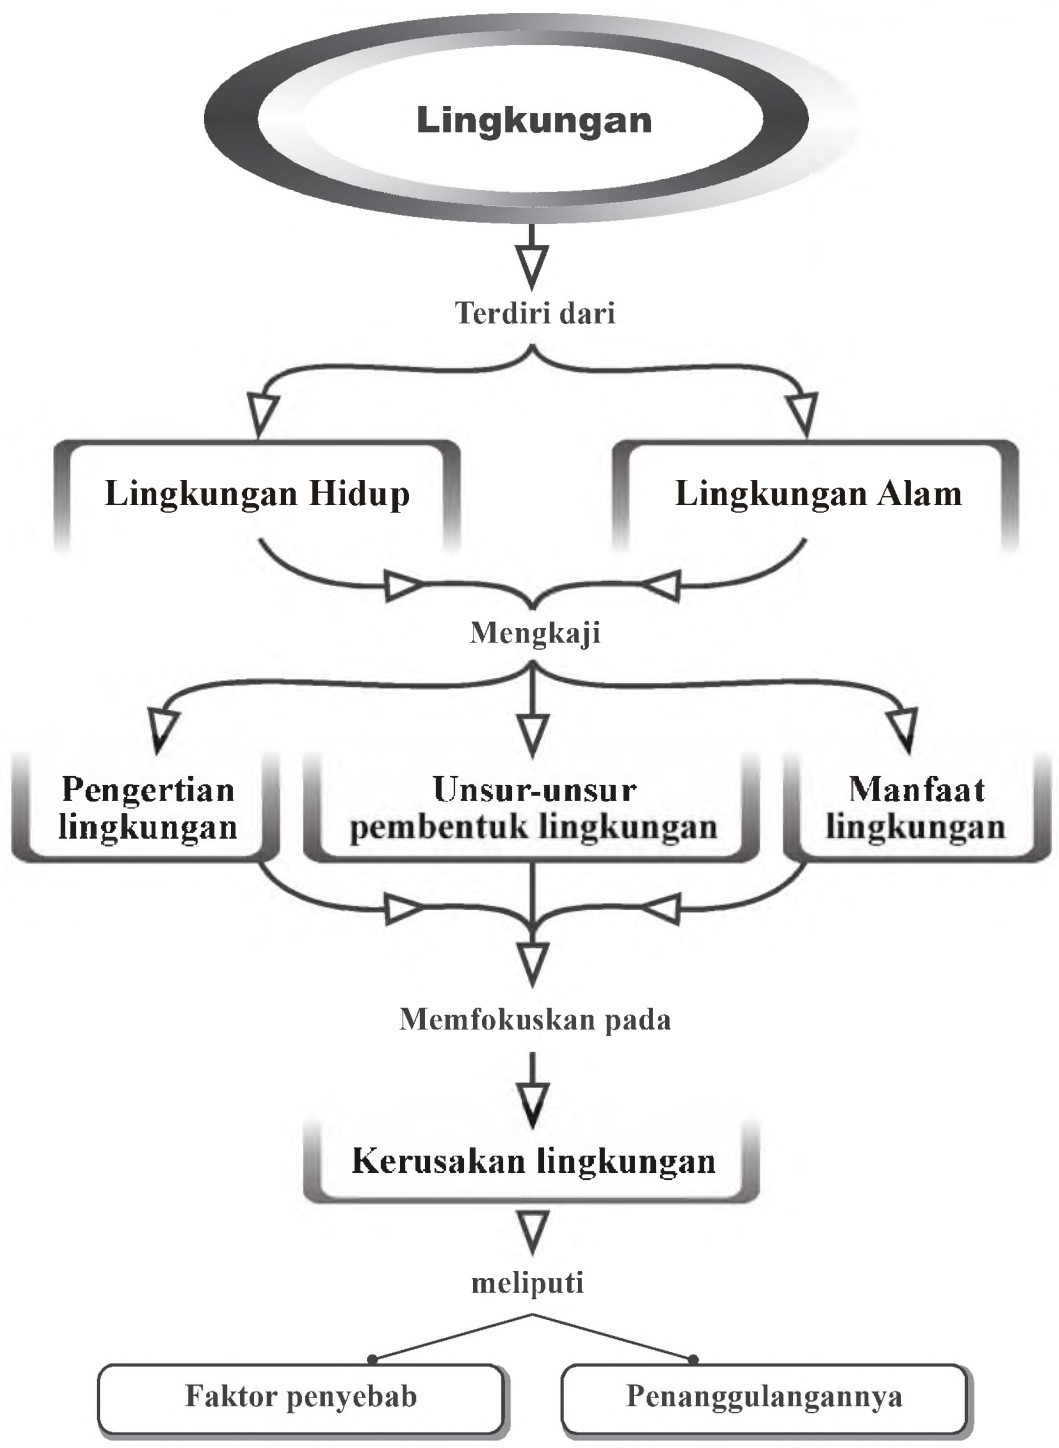 Lingkungan
Terdiri dari
Lingkungan Hidup
Lingkungan Alam
Mengkaji
Pengertian
lingkungan
Unsur-unsur
pembentuk lingkungan
Manfaat
lingkungan
Memfokuskan pada
Kerusakan lingkungan
meliputi
Faktor penyebab
Penanggulangannya